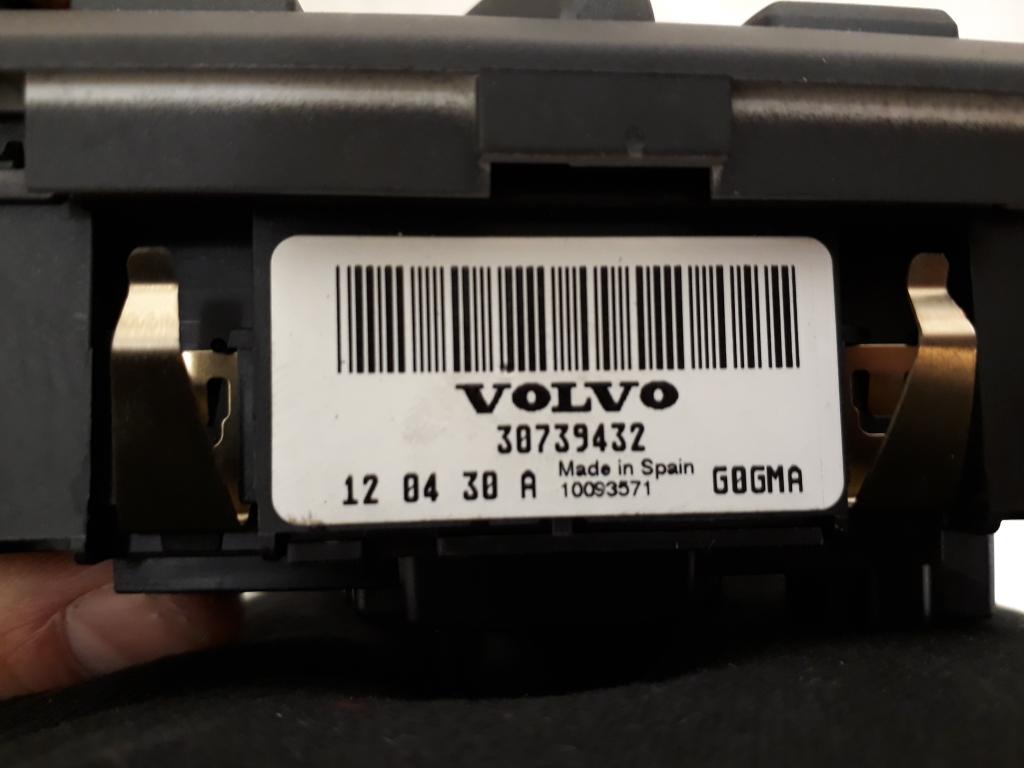 VOLVO
30739432
Made in Spain
12 04 30 A 10093571 G0GMA